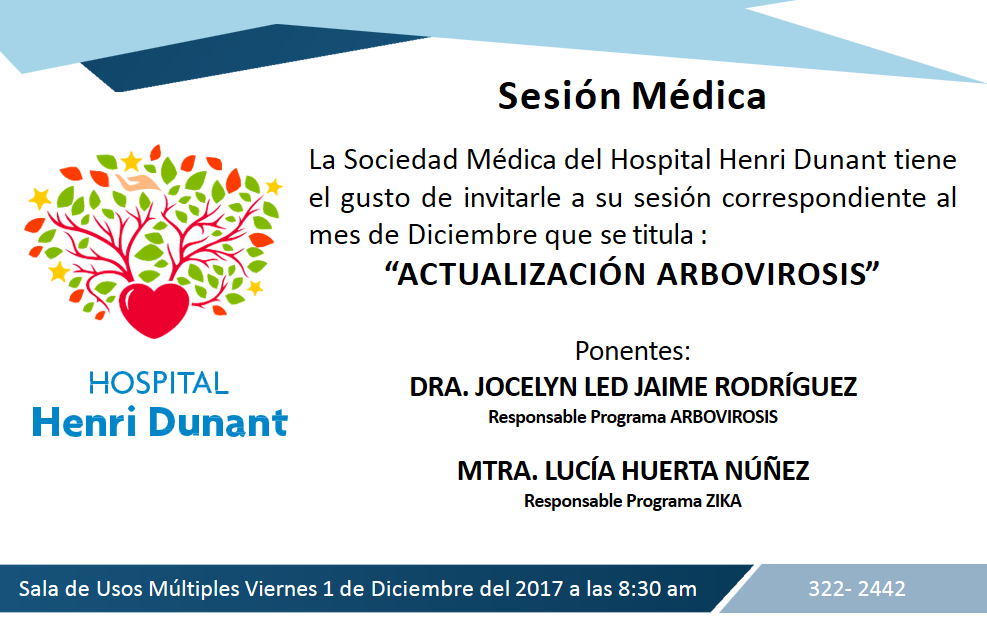 Sesión Médica
La Sociedad Médica del Hospital Henri Dunant tiene
el gusto de invitarle a su sesión correspondiente al
mes de Diciembre que se titula :
“ACTUALIZACIÓN ARBOVIROSIS”
Ponentes:
DRA. JOCELYN LED JAIME RODRÍGUEZ
Responsable Programa ARBOVIROSIS
MTRA. LUCÍA HUERTA NÚÑEZ
Responsable Programa ZIKA
HOSPITAL
Henri Dunant
Sala de Usos Múltiples Viernes 1 de Diciembre del 2017 a las 8:30 am
322- 2442